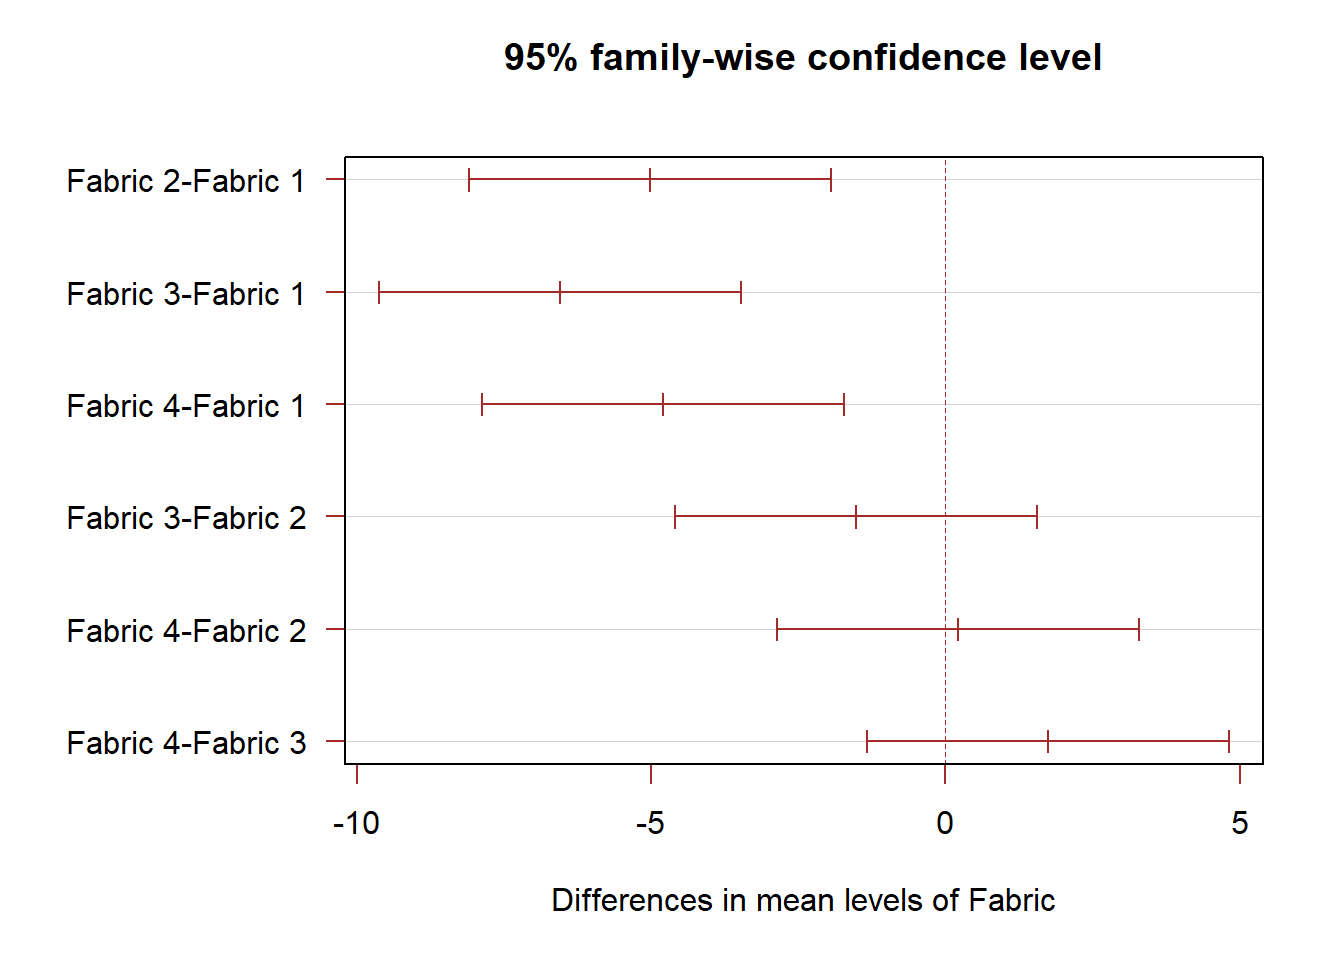 95% family-wise confidence level
Fabric 2-Fabric 1
Fabric 3-Fabric 1
Fabric 4-Fabric 1
Fabric 3-Fabric 2
Fabric 4-Fabric 2
Fabric 4-Fabric 3
-10 -5 0 5
Differences in mean levels of Fabric